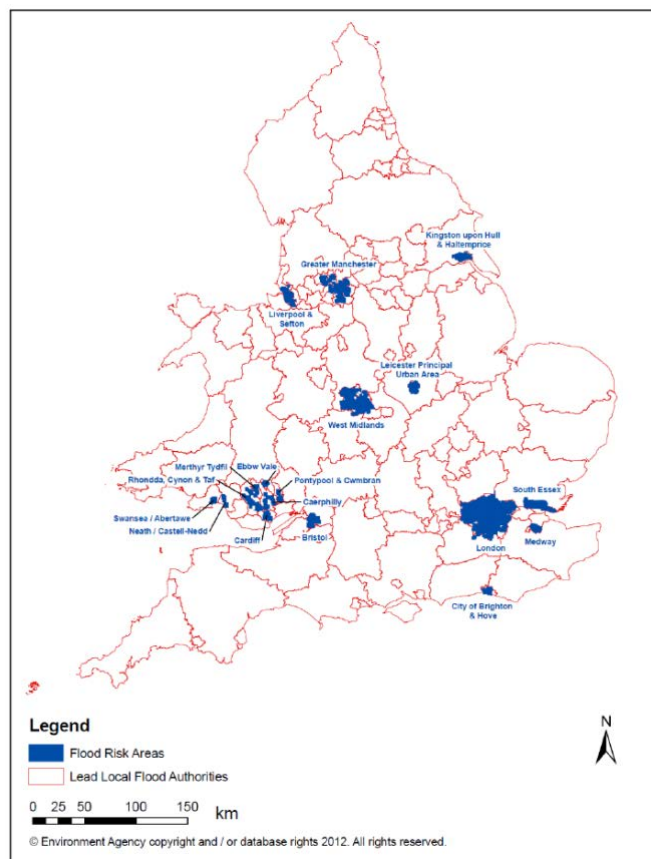 Kingston upon Hull
& Haltemprice
Greater Manchester
Liverpool &
Sefton
Leicester Principal
Urban Area
West Midlands
Merthyr Tydfil
Ebbw Vale
Rhondda, Cynon & Taf
Pontypool & Cwmbran
Caerphilly
Swansea / Abertawe
Neath / Castell-Nedd
Cardiff
Bristol
South Essex
London
Medway
City of Brighton
& Hove
N
Legend
Flood Risk Areas
Lead Local Flood Authorities
0 25 50 100 150
km
© Environment Agency copyright and / or database rights 2012. All rights reserved.